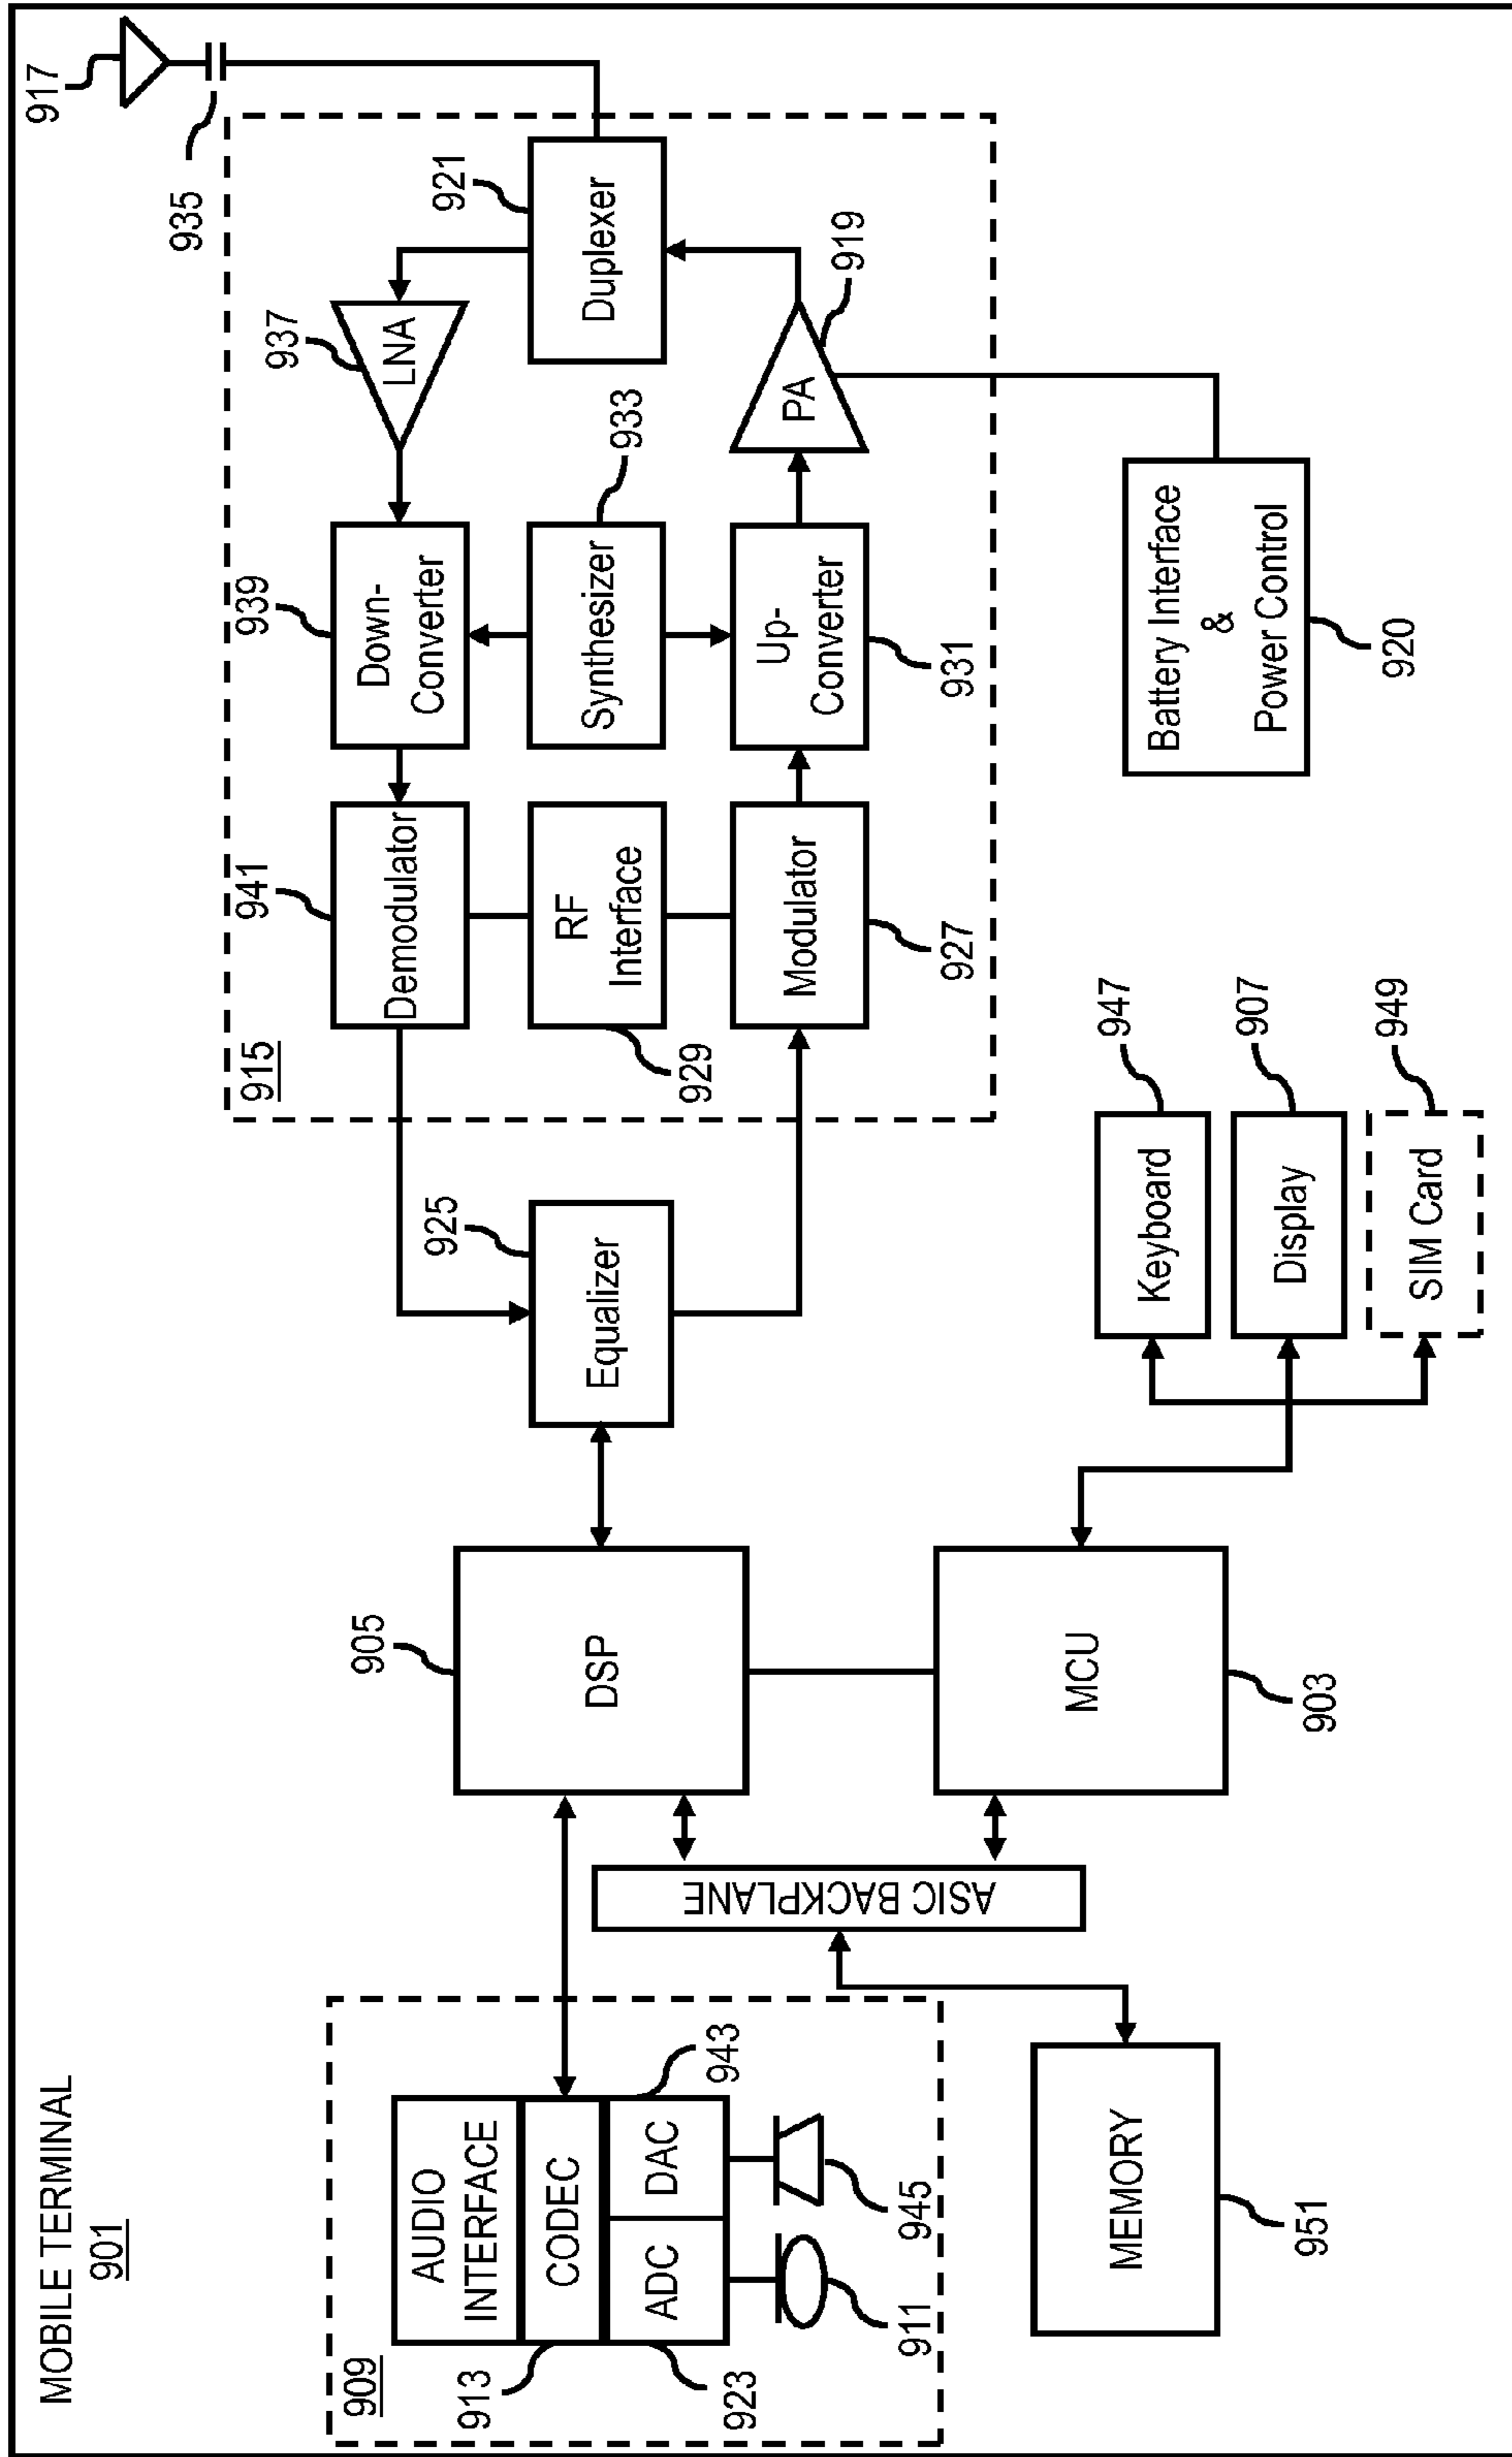 MOBILE TERMINAL
901
909
AUDIO
INTERFACE
CODEC
ADC
DAC
913
923
943
911
945
MEMORY
951
ASIC BACKPLANE
905
DSP
MCU
903
925
Equalizer
915
941
Demodulator
RF
Interface
929
Modulator
927
939
Down-
Converter
933
Synthesizer
Up-
Converter
931
937
LNA
PA
919
921
Duplexer
935
917
Keyboard
947
Display
907
SIM Card
949
Battery Interface
&
Power Control
920